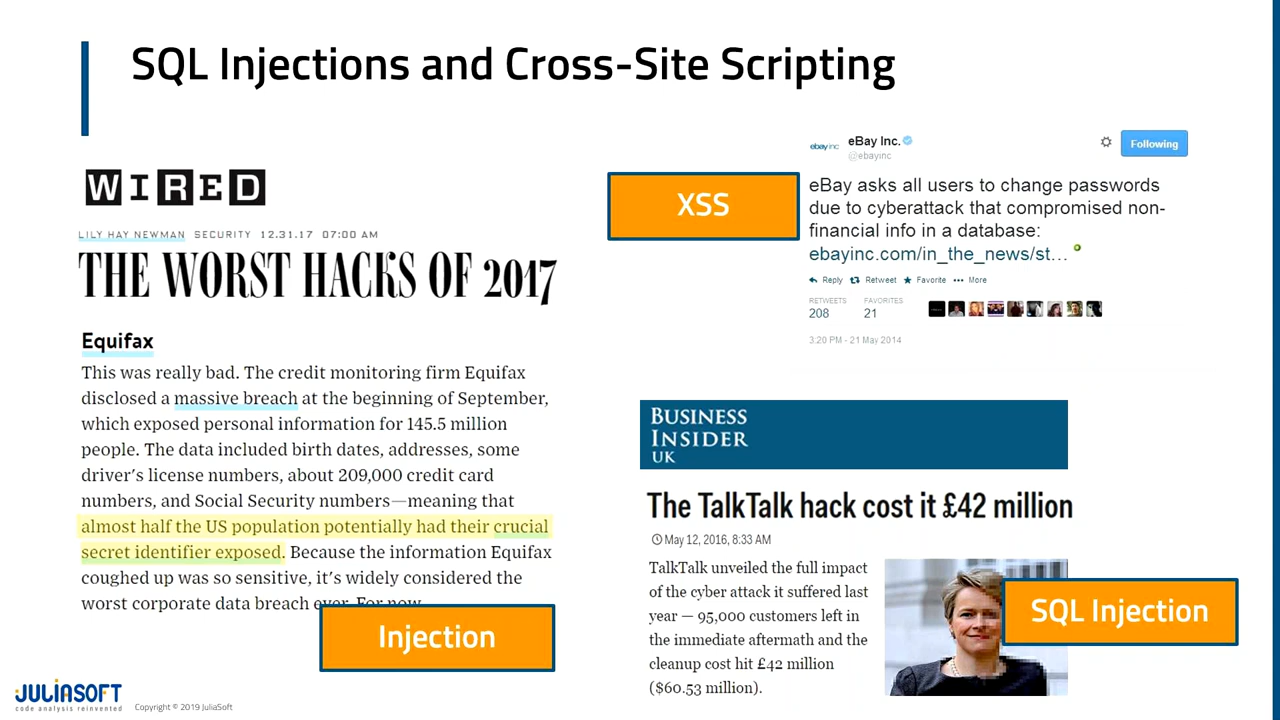 SQL Injections and Cross-Site Scripting
WIRED
LILY HAY NEWMAN SECURITY 12.31.17 07:00 AM
THE WORST HACKS OF 2017
Equifax
This was really bad. The credit monitoring firm Equifax
disclosed a massive breach at the beginning of September,
which exposed personal information for 145.5 million
people. The data included birth dates, addresses, some
driver's license numbers, about 209,000 credit card
numbers, and Social Security numbers—meaning that
almost half the US population potentially had their crucial
secret identifier exposed. Because the information Equifax
coughed up was so sensitive, it's widely considered the
worst corporate data breach ever. For now.
Injection
XSS
ebay inc
eBay Inc.
@ebayinc
Following
eBay asks all users to change passwords
due to cyberattack that compromised non-
financial info in a database:
ebayinc.com/in_the_news/st…
Reply Retweet Favorite ••• More
RETWEETS FAVORITES
208 21
3:20 PM - 21 May 2014
BUSINESS
INSIDER
UK
The TalkTalk hack cost it £42 million
May 12, 2016, 8:33 AM
TalkTalk unveiled the full impact
of the cyber attack it suffered last
year — 95,000 customers left in
the immediate aftermath and the
cleanup cost hit £42 million
($60.53 million).
SQL Injection
JULIASOFT
code analysis reinvented
Copyright © 2019 JuliaSoft